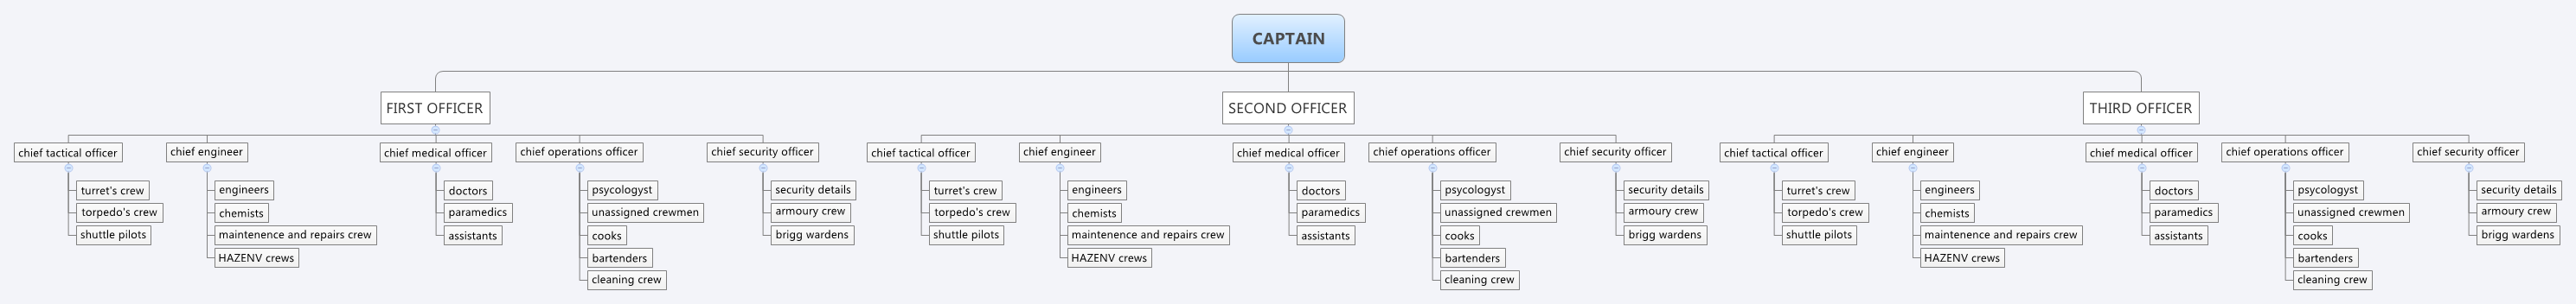 CAPTAIN
FIRST OFFICER
SECOND OFFICER
THIRD OFFICER
chief tactical officer
turret's crew
torpedo's crew
shuttle pilots
chief engineer
engineers
chemists
maintenence and repairs crew
HAZENV crews
chief medical officer
doctors
paramedics
assistants
chief operations officer
psycologyst
unassigned crewmen
cooks
bartenders
cleaning crew
chief security officer
security details
armoury crew
brigg wardens
chief tactical officer
turret's crew
torpedo's crew
shuttle pilots
chief engineer
engineers
chemists
maintenence and repairs crew
HAZENV crews
chief medical officer
doctors
paramedics
assistants
chief operations officer
psycologyst
unassigned crewmen
cooks
bartenders
cleaning crew
chief security officer
security details
armoury crew
brigg wardens
chief tactical officer
turret's crew
torpedo's crew
shuttle pilots
chief engineer
engineers
chemists
maintenence and repairs crew
HAZENV crews
chief medical officer
doctors
paramedics
assistants
chief operations officer
psycologyst
unassigned crewmen
cooks
bartenders
cleaning crew
chief security officer
security details
armoury crew
brigg wardens